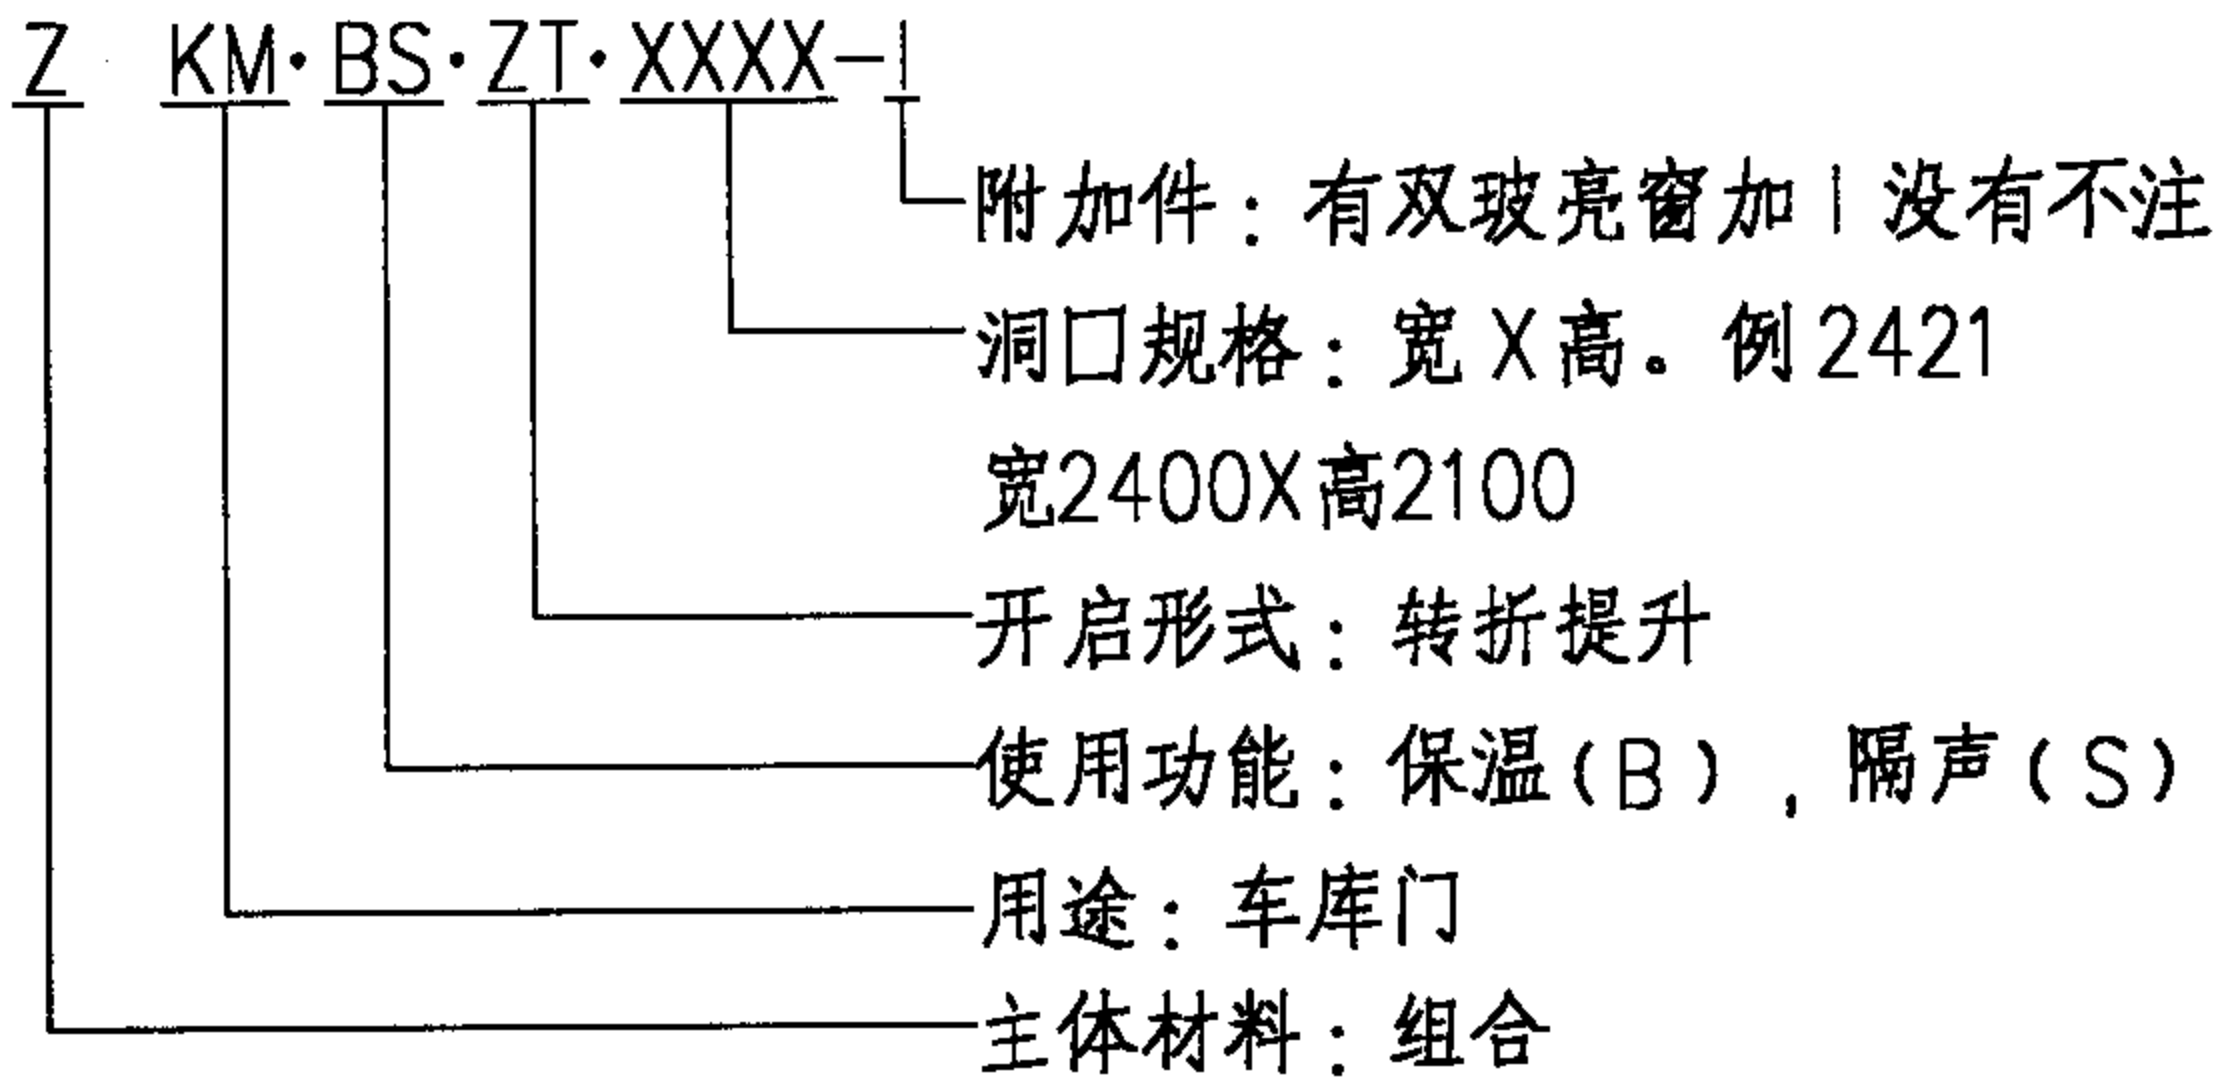 Z KM·BS·ZT·XXXX-1
附加件：有双玻亮窗加1没有不注
洞口规格：宽X高。例2421
宽2400X高2100
开启形式：转折提升
使用功能：保温(B)，隔声(S)
用途：车库门
主体材料：组合